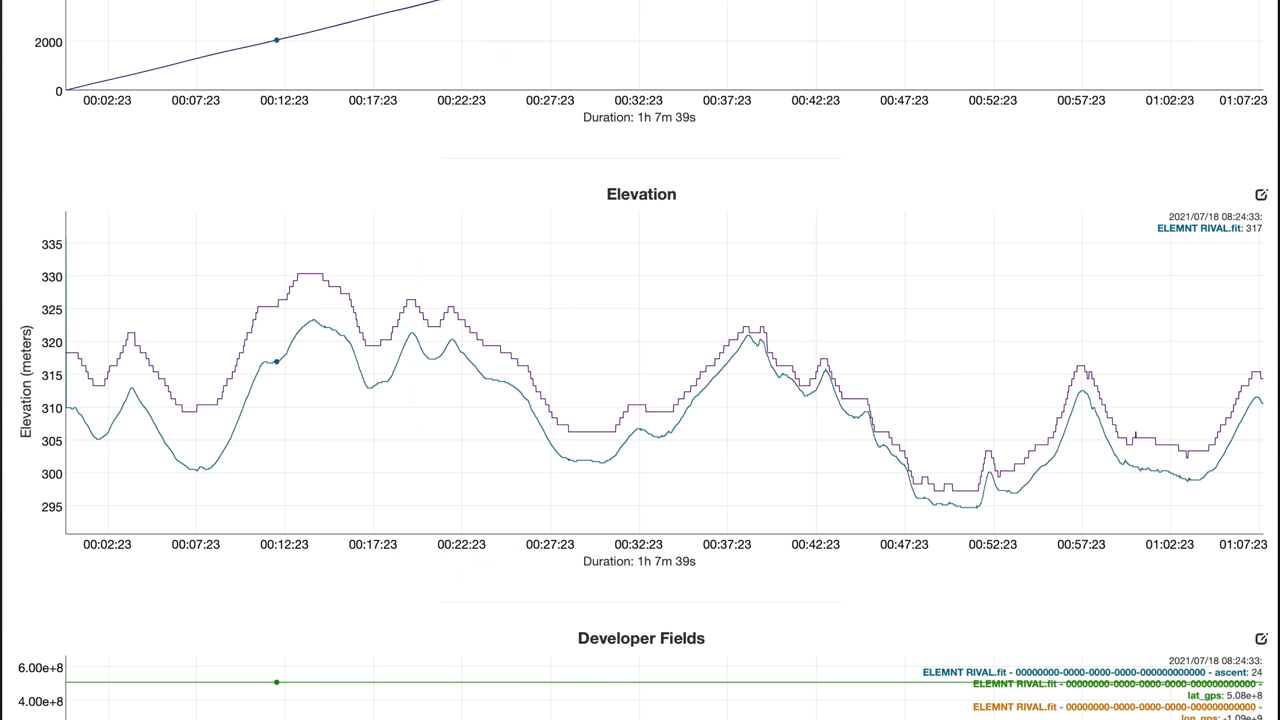 2000
0
00:02:23 00:07:23 00:12:23 00:17:23 00:22:23 00:27:23 00:32:23 00:37:23 00:42:23 00:47:23 00:52:23 00:57:23 01:02:23 01:07:23
Duration: 1h 7m 39s
Elevation
2021/07/18 08:24:33:
ELEMNT RIVAL.fit: 317
335
330
325
320
315
310
305
300
295
Elevation (meters)
00:02:23 00:07:23 00:12:23 00:17:23 00:22:23 00:27:23 00:32:23 00:37:23 00:42:23 00:47:23 00:52:23 00:57:23 01:02:23 01:07:23
Duration: 1h 7m 39s
Developer Fields
2021/07/18 08:24:33:
6.00e+8
ELEMNT RIVAL.fit - 00000000-0000-0000-0000-000000000000 - ascent: 24
ELEMNT RIVAL.fit - 00000000-0000-0000-0000-000000000000 -
lat_gps: 5.08e+8
4.00e+8
ELEMNT RIVAL.fit - 00000000-0000-0000-0000-000000000000 -
lon_gps: -1.09e+9